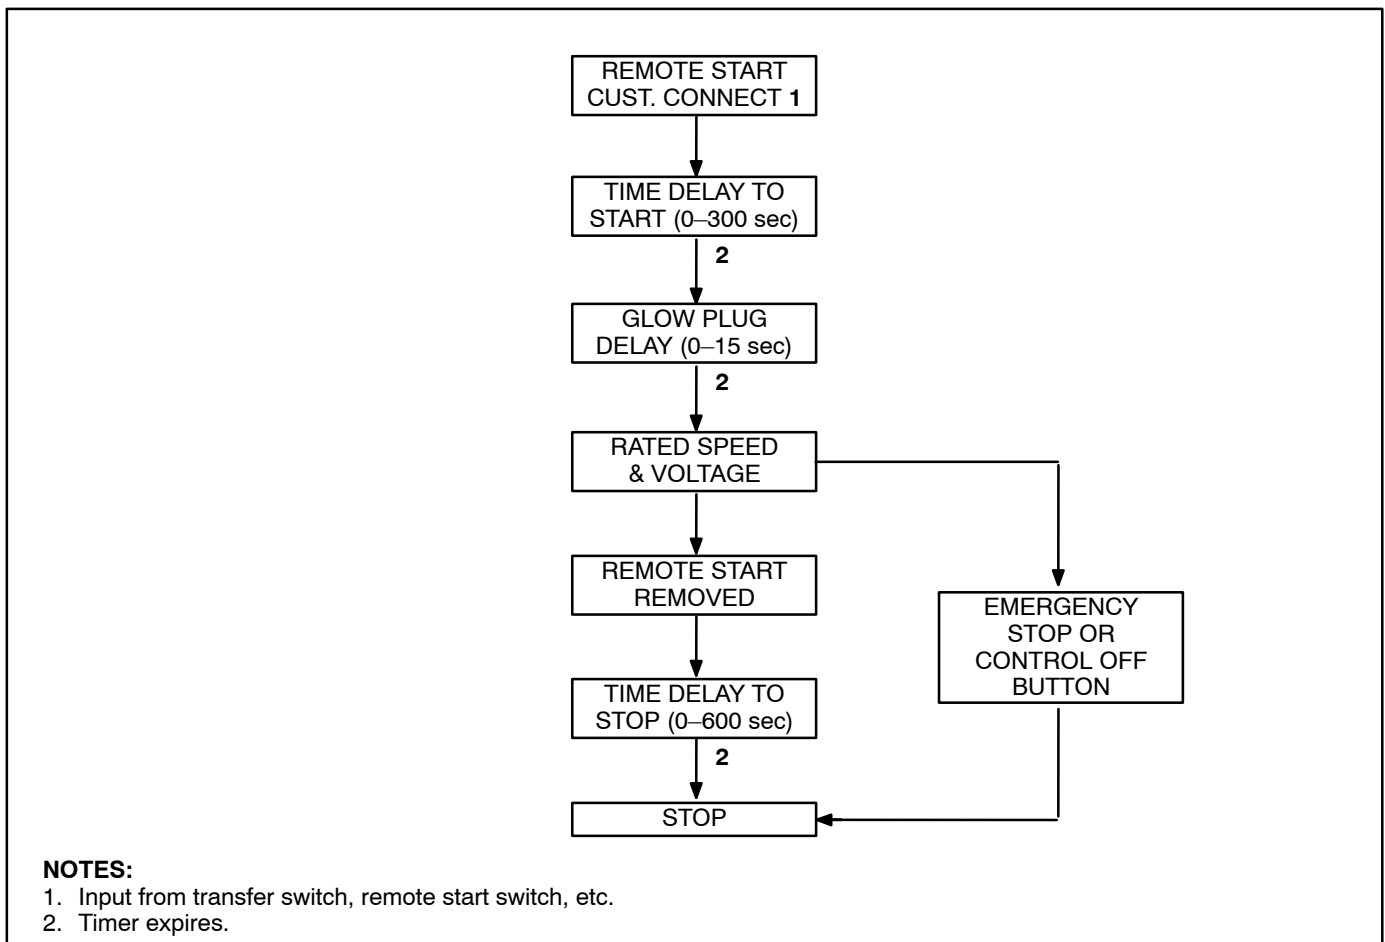 REMOTE START
CUST. CONNECT 1
TIME DELAY TO
START (0–300 sec)
2
GLOW PLUG
DELAY (0–15 sec)
2
RATED SPEED
& VOLTAGE
REMOTE START
REMOVED
EMERGENCY
STOP OR
CONTROL OFF
BUTTON
TIME DELAY TO
STOP (0–600 sec)
2
STOP
NOTES:
1. Input from transfer switch, remote start switch, etc.
2. Timer expires.